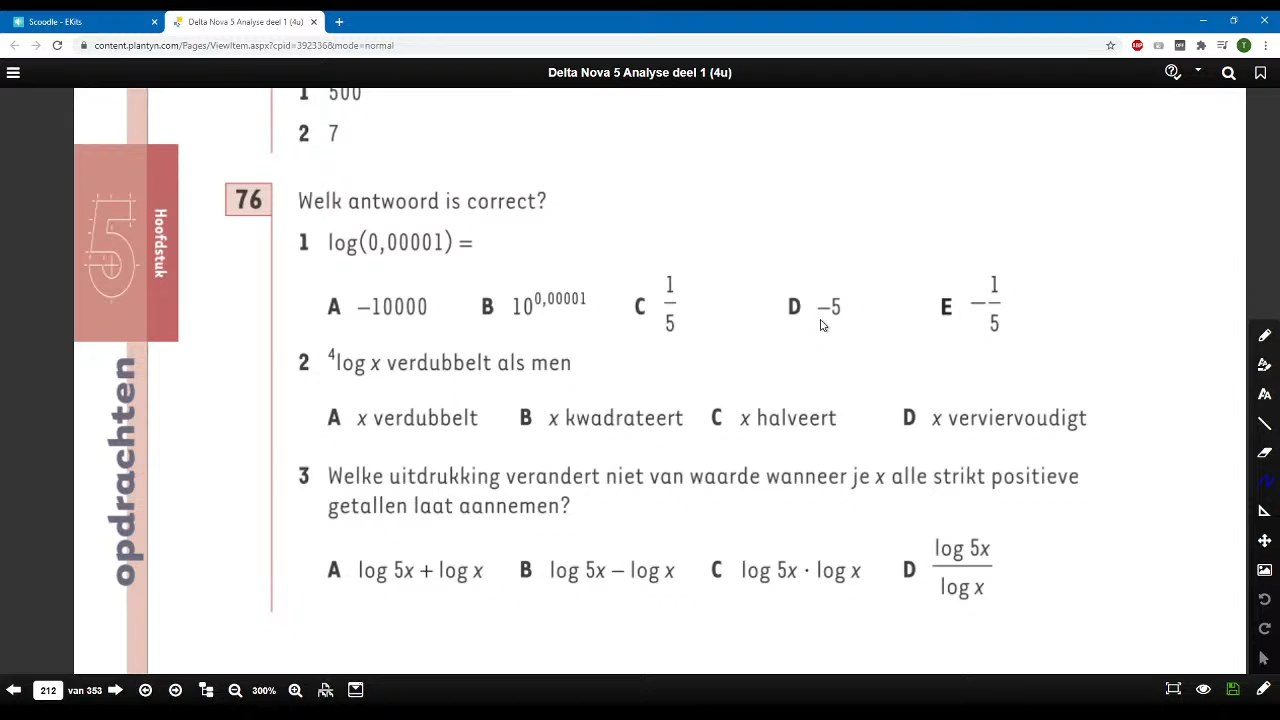 Scoodle - EKits
Delta Nova 5 Analyse deel 1 (4u)
content.plantyn.com/Pages/ViewItem.aspx?cpid=392336&mode=normal
Delta Nova 5 Analyse deel 1 (4u)
1 500
2 7
5
Hoofdstuk
opdrachten
76 Welk antwoord is correct?
1 log(0,00001) =
A –10000 B 10^0,00001 C 1/5 D –5 E –1/5
2 ⁴log x verdubbelt als men
A x verdubbelt B x kwadrateert C x halveert D x verviervoudigt
3 Welke uitdrukking verandert niet van waarde wanneer je x alle strikt positieve
getallen laat aannemen?
A log 5x + log x B log 5x – log x C log 5x · log x D log 5x / log x
212 van 353 300%